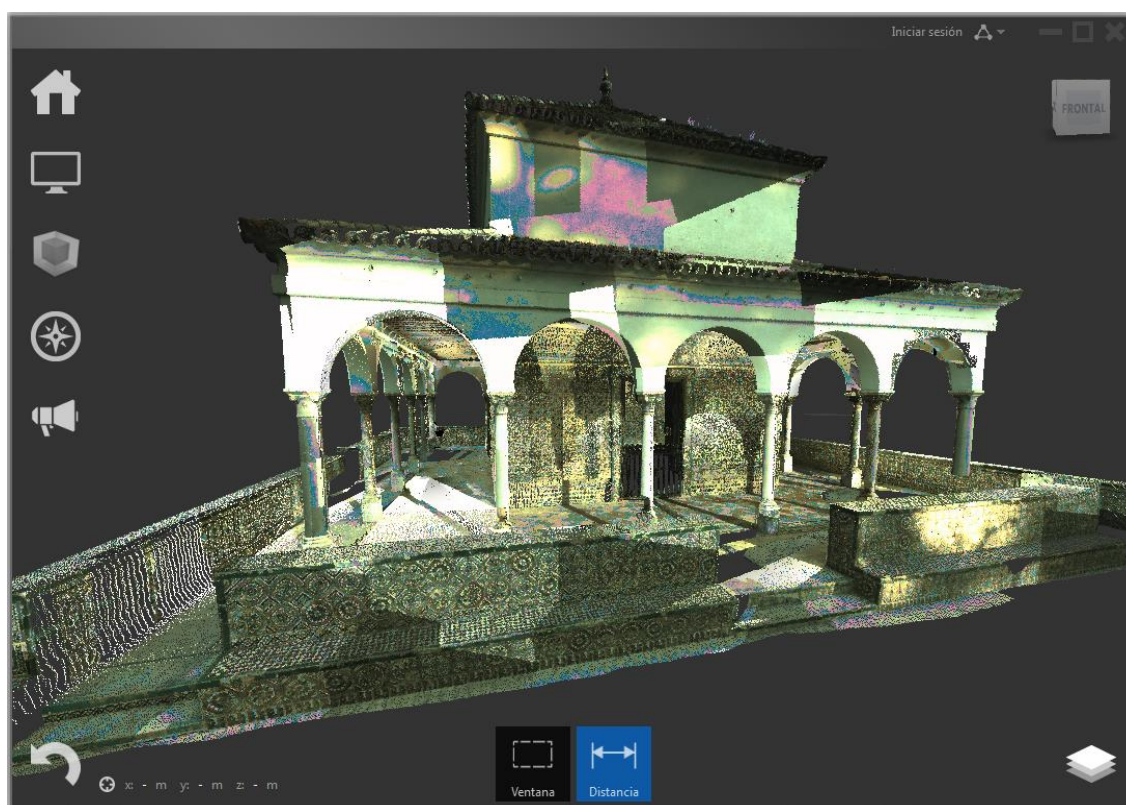 Iniciar sesión
FRONTAL
x: - m y: - m z: - m
Ventana
Distancia